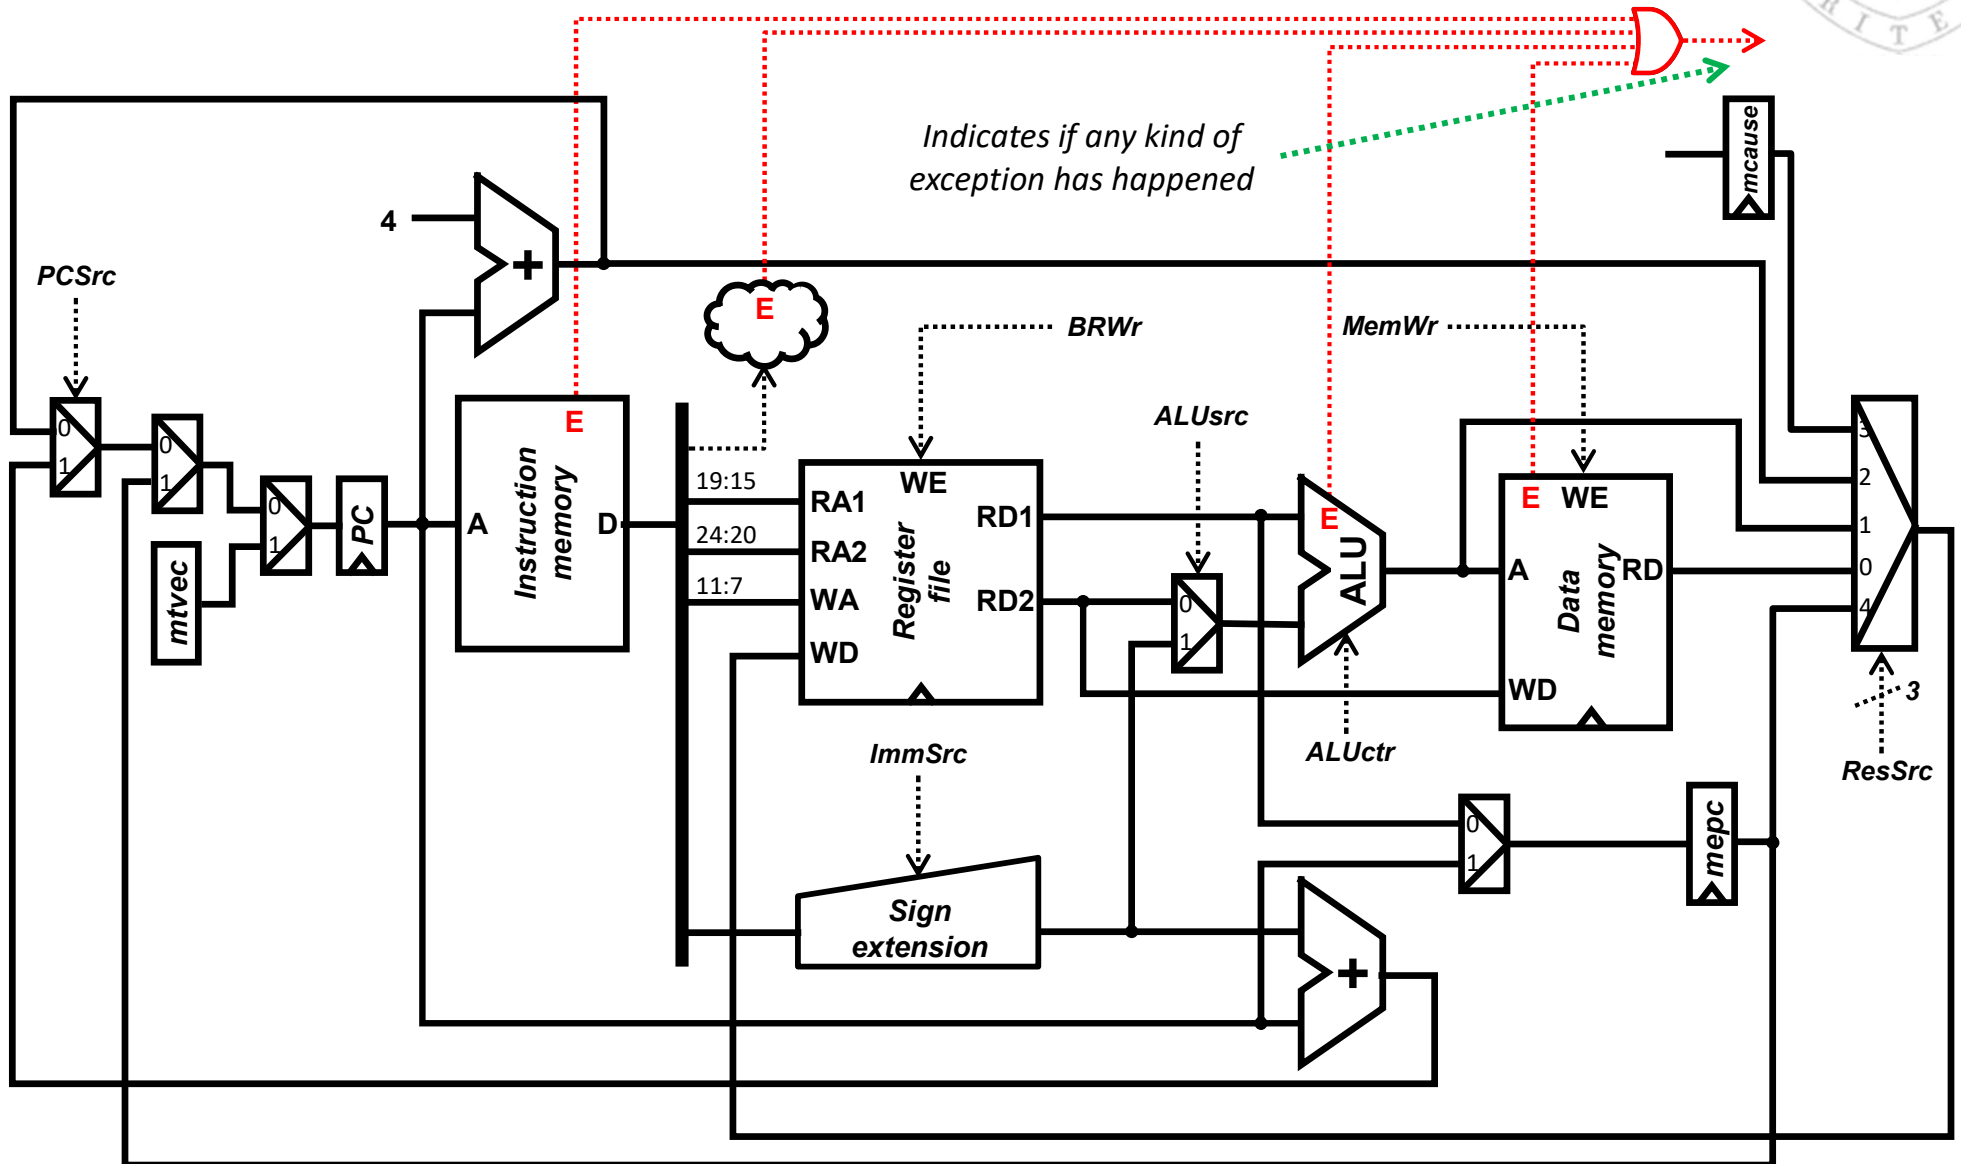 R I T E
Indicates if any kind of
exception has happened
mcause
4
+
PCSrc
E
BRWr
MemWr
ALUsrc
0
1
0
1
0
1
PC
mtvec
E
A
Instruction
memory
D
19:15
24:20
11:7
WE
RA1
RA2
WA
WD
Register
file
RD1
RD2
0
1
E
ALU
E
WE
A
Data
memory
RD
WD
3
2
1
0
4
3
ResSrc
ImmSrc
ALUctr
Sign
extension
0
1
mepc
+